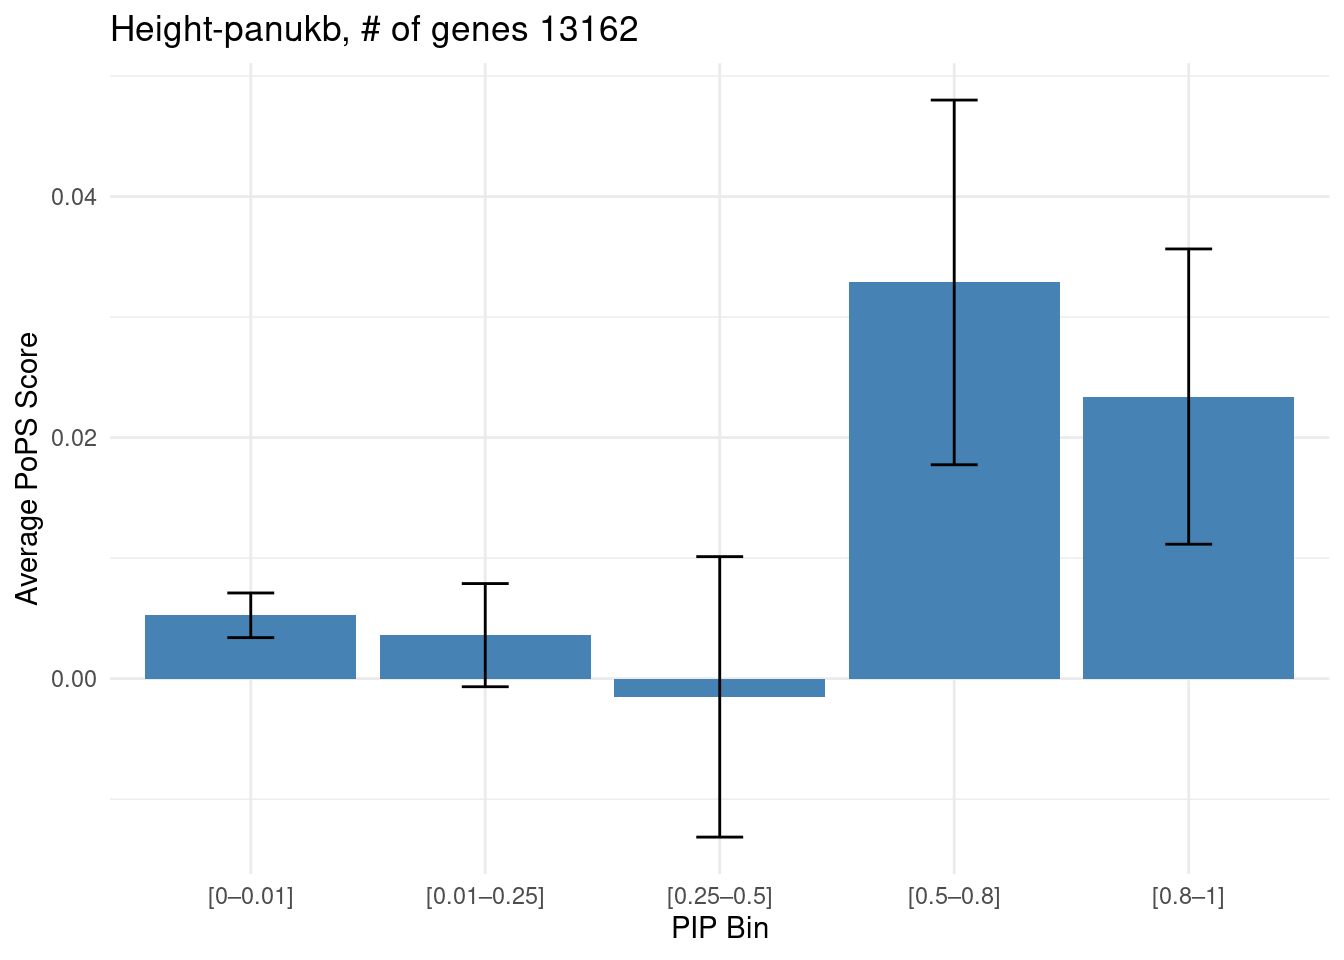 Height-panukb, # of genes 13162
Average PoPS Score
0.04
0.02
0.00
[0–0.01]
[0.01–0.25]
[0.25–0.5]
[0.5–0.8]
[0.8–1]
PIP Bin